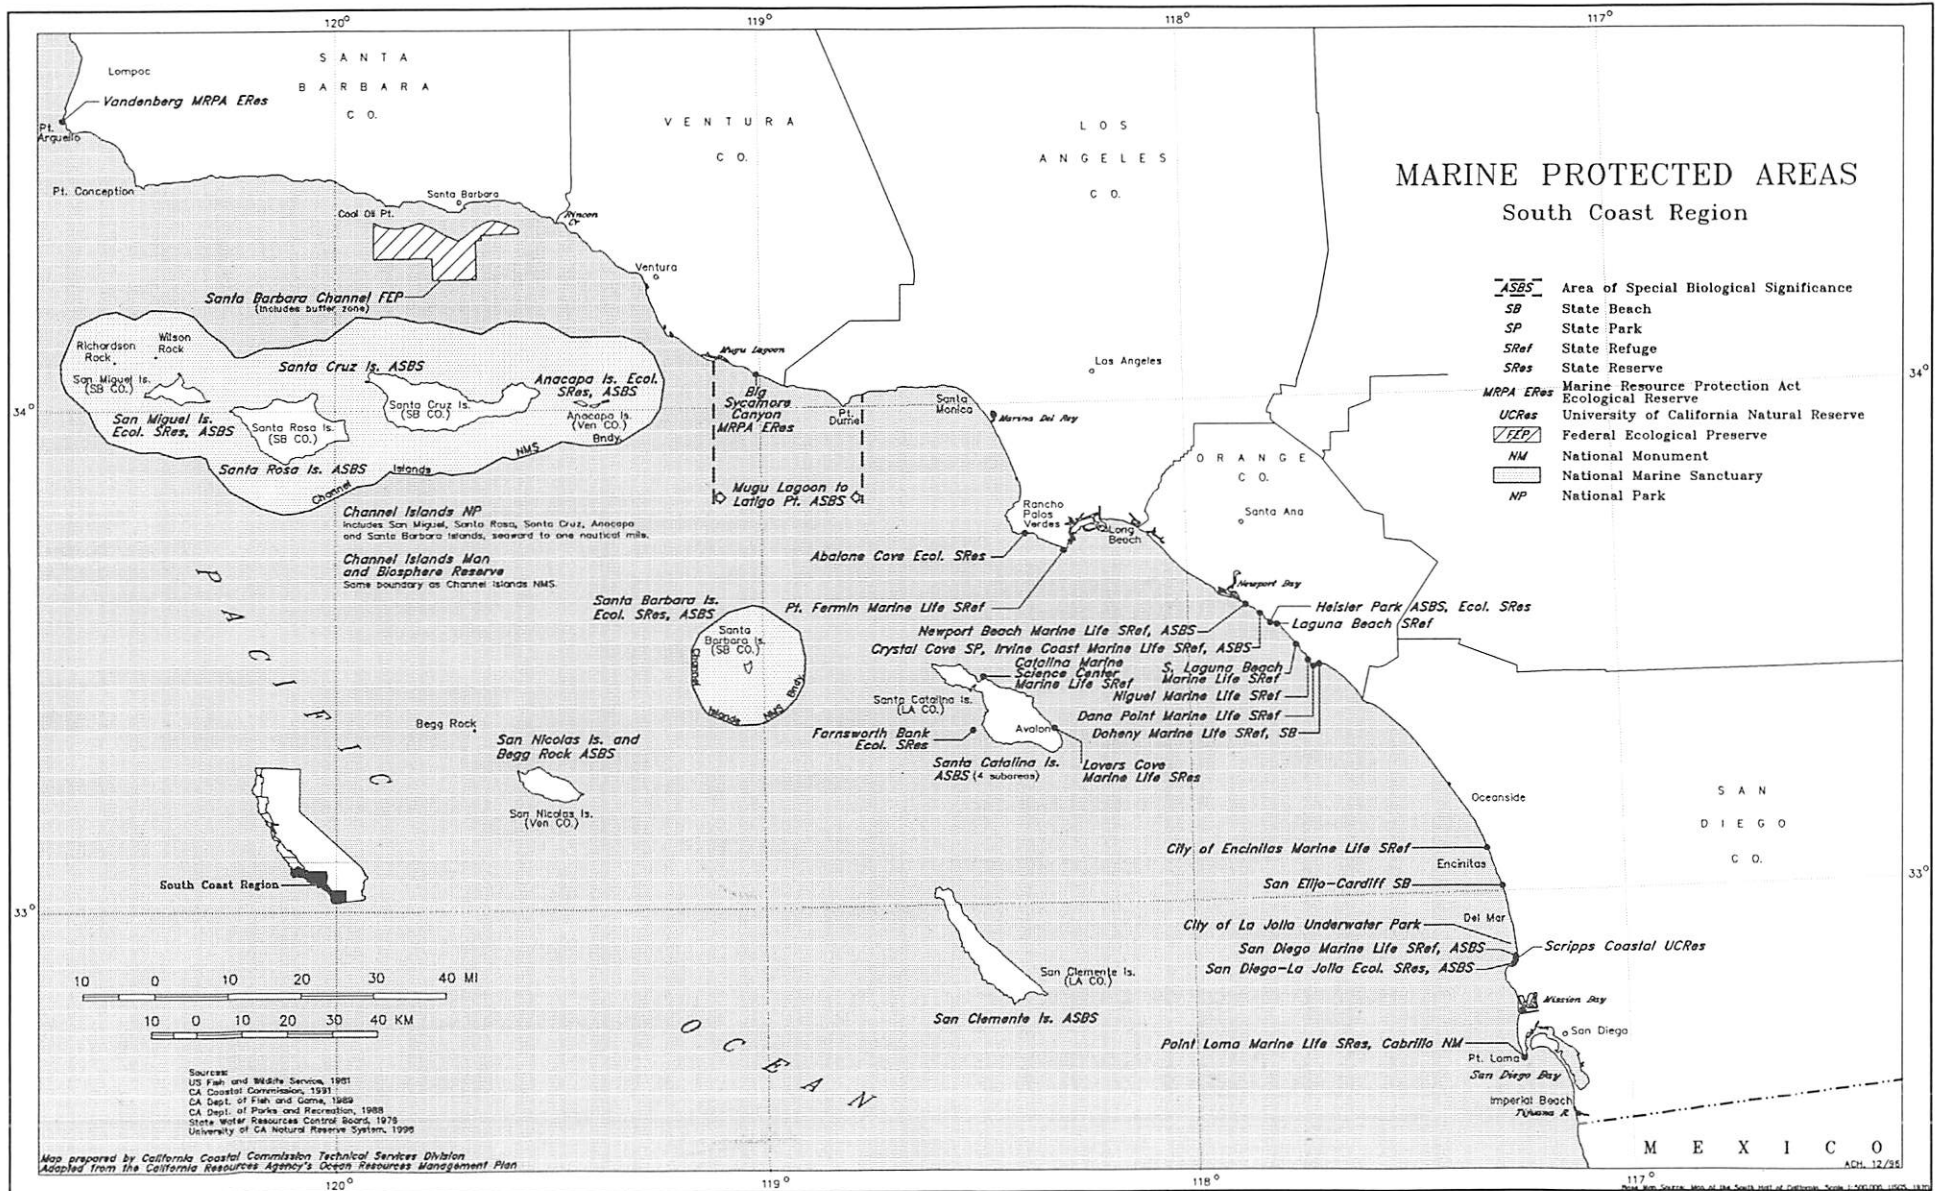 120°
119°
118°
117°
MARINE PROTECTED AREAS
South Coast Region
ASBS Area of Special Biological Significance
SB State Beach
SP State Park
SRef State Refuge
SRes State Reserve
MRPA ERes Marine Resource Protection Act
Ecological Reserve
UCRes University of California Natural Reserve
FEP Federal Ecological Preserve
NM National Monument
National Marine Sanctuary
NP National Park
SANTA
BARBARA
CO.
VENTURA
CO.
LOS
ANGELES
CO.
Lompoc
Vandenberg MRPA ERes
Pt.
Arguello
Pt. Conception
Santa Barbara
Coal Oil Pt.
Rincon
Cr
Ventura
Santa Barbara Channel FEP
(includes buffer zone)
Richardson
Rock
Wilson
Rock
San Miguel Is.
(SB CO.)
Santa Cruz Is. ASBS
Anacapa Is. Ecol.
SRes, ASBS
Santa Cruz Is.
(SB CO.)
Anacapa Is.
(Ven CO.)
San Miguel Is.
Ecol. SRes, ASBS
Santa Rosa Is.
(SB CO.)
Santa Rosa Is. ASBS
Channel
Islands
NMS
Bndy.
34°
34°
Mugu Lagoon
Big
Sycamore
Canyon
MRPA ERes
Pt.
Dume
Mugu Lagoon to
Latigo Pt. ASBS
Los Angeles
Santa
Monica
Marina Del Rey
Channel Islands NP
Includes San Miguel, Santa Rosa, Santa Cruz, Anacapa
and Santa Barbara Islands, seaward to one nautical mile.
Channel Islands Man
and Biosphere Reserve
Same boundary as Channel Islands NMS.
ORANGE
CO.
Santa Ana
Rancho
Palos
Verdes
Long
Beach
Abalone Cove Ecol. SRes
Newport Bay
Pt. Fermin Marine Life SRef
Heisler Park ASBS, Ecol. SRes
Laguna Beach SRef
Newport Beach Marine Life SRef, ASBS
Crystal Cove SP, Irvine Coast Marine Life SRef, ASBS
Santa Barbara Is.
Ecol. SRes, ASBS
Santa
Barbara Is.
(SB CO.)
Channel
Islands
NMS
Bndy.
Catalina Marine
Science Center
Marine Life SRef
S. Laguna Beach
Marine Life SRef
Niguel Marine Life SRef
Dana Point Marine Life SRef
Doheny Marine Life SRef, SB
Santa Catalina Is.
(LA CO.)
Avalon
Farnsworth Bank
Ecol. SRes
Santa Catalina Is.
ASBS (4 subareas)
Lovers Cove
Marine Life SRes
Begg Rock
San Nicolas Is. and
Begg Rock ASBS
San Nicolas Is.
(Ven CO.)
PACIFIC
OCEAN
South Coast Region
Oceanside
SAN
DIEGO
CO.
City of Encinitas Marine Life SRef
Encinitas
San Elijo-Cardiff SB
33°
33°
City of La Jolla Underwater Park
Del Mar
San Diego Marine Life SRef, ASBS
Scripps Coastal UCRes
San Diego-La Jolla Ecol. SRes, ASBS
San Clemente Is.
(LA CO.)
San Clemente Is. ASBS
Mission Bay
San Diego
Point Loma Marine Life SRes, Cabrillo NM
Pt. Loma
San Diego Bay
Imperial Beach
Tijuana R.
MEXICO
ACH, 12/95
10 0 10 20 30 40 MI
10 0 10 20 30 40 KM
Sources:
US Fish and Wildlife Service, 1981
CA Coastal Commission, 1991
CA Dept. of Fish and Game, 1989
CA Dept. of Parks and Recreation, 1988
State Water Resources Control Board, 1976
University of CA Natural Reserve System, 1995
Map prepared by California Coastal Commission Technical Services Division
Adapted from the California Resources Agency's Ocean Resources Management Plan
120°
119°
118°
117°
Base Map Source: Map of the South Half of California, Scale 1:500,000, USGS, 1970